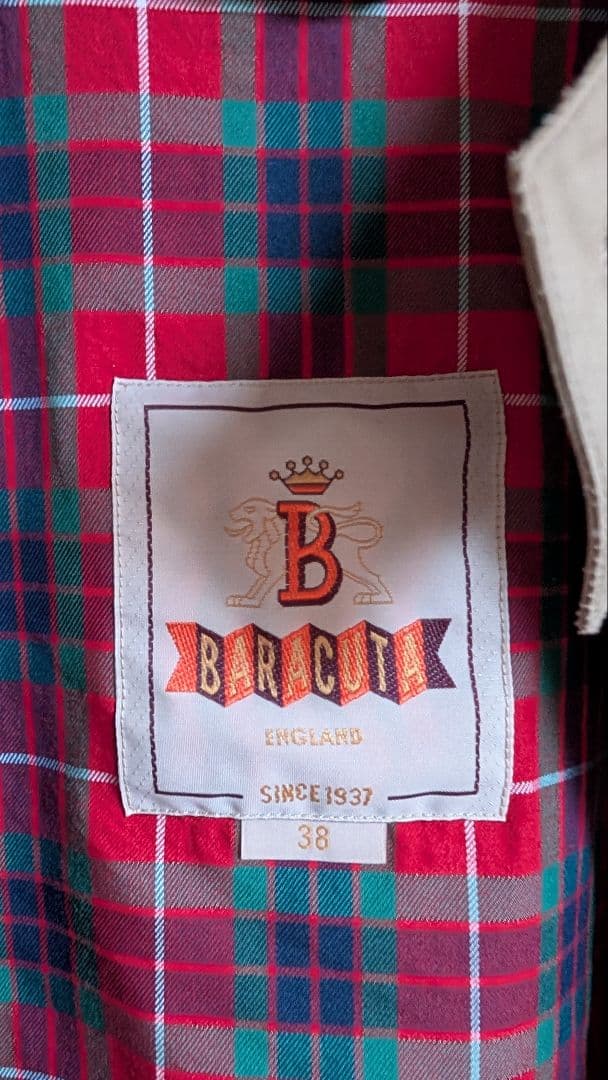 B
BARACUTA
ENGLAND
SINCE 1937
38